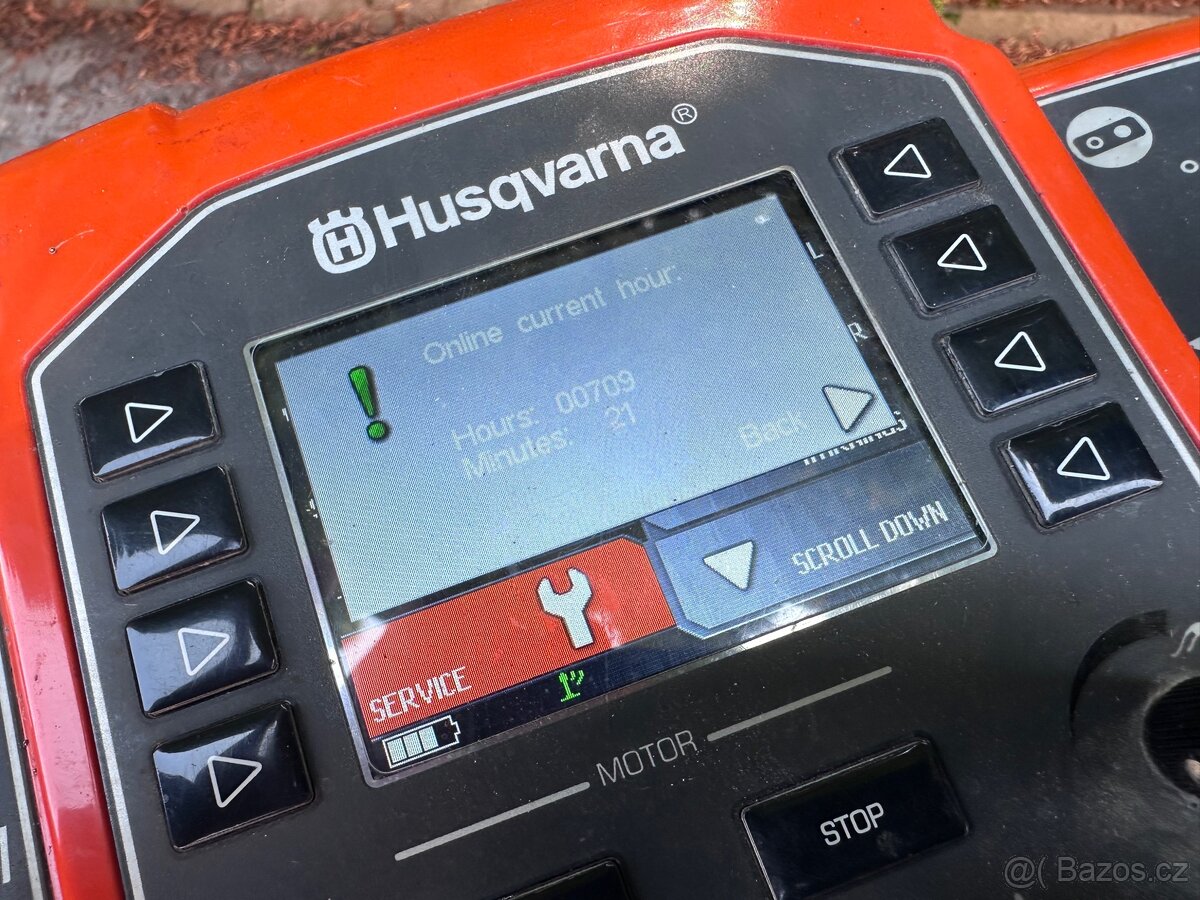 Husqvarna®
Online current hour:
Hours: 00709
Minutes: 21
Back
SCROLL DOWN
SERVICE
MOTOR
STOP
@( Bazos.cz